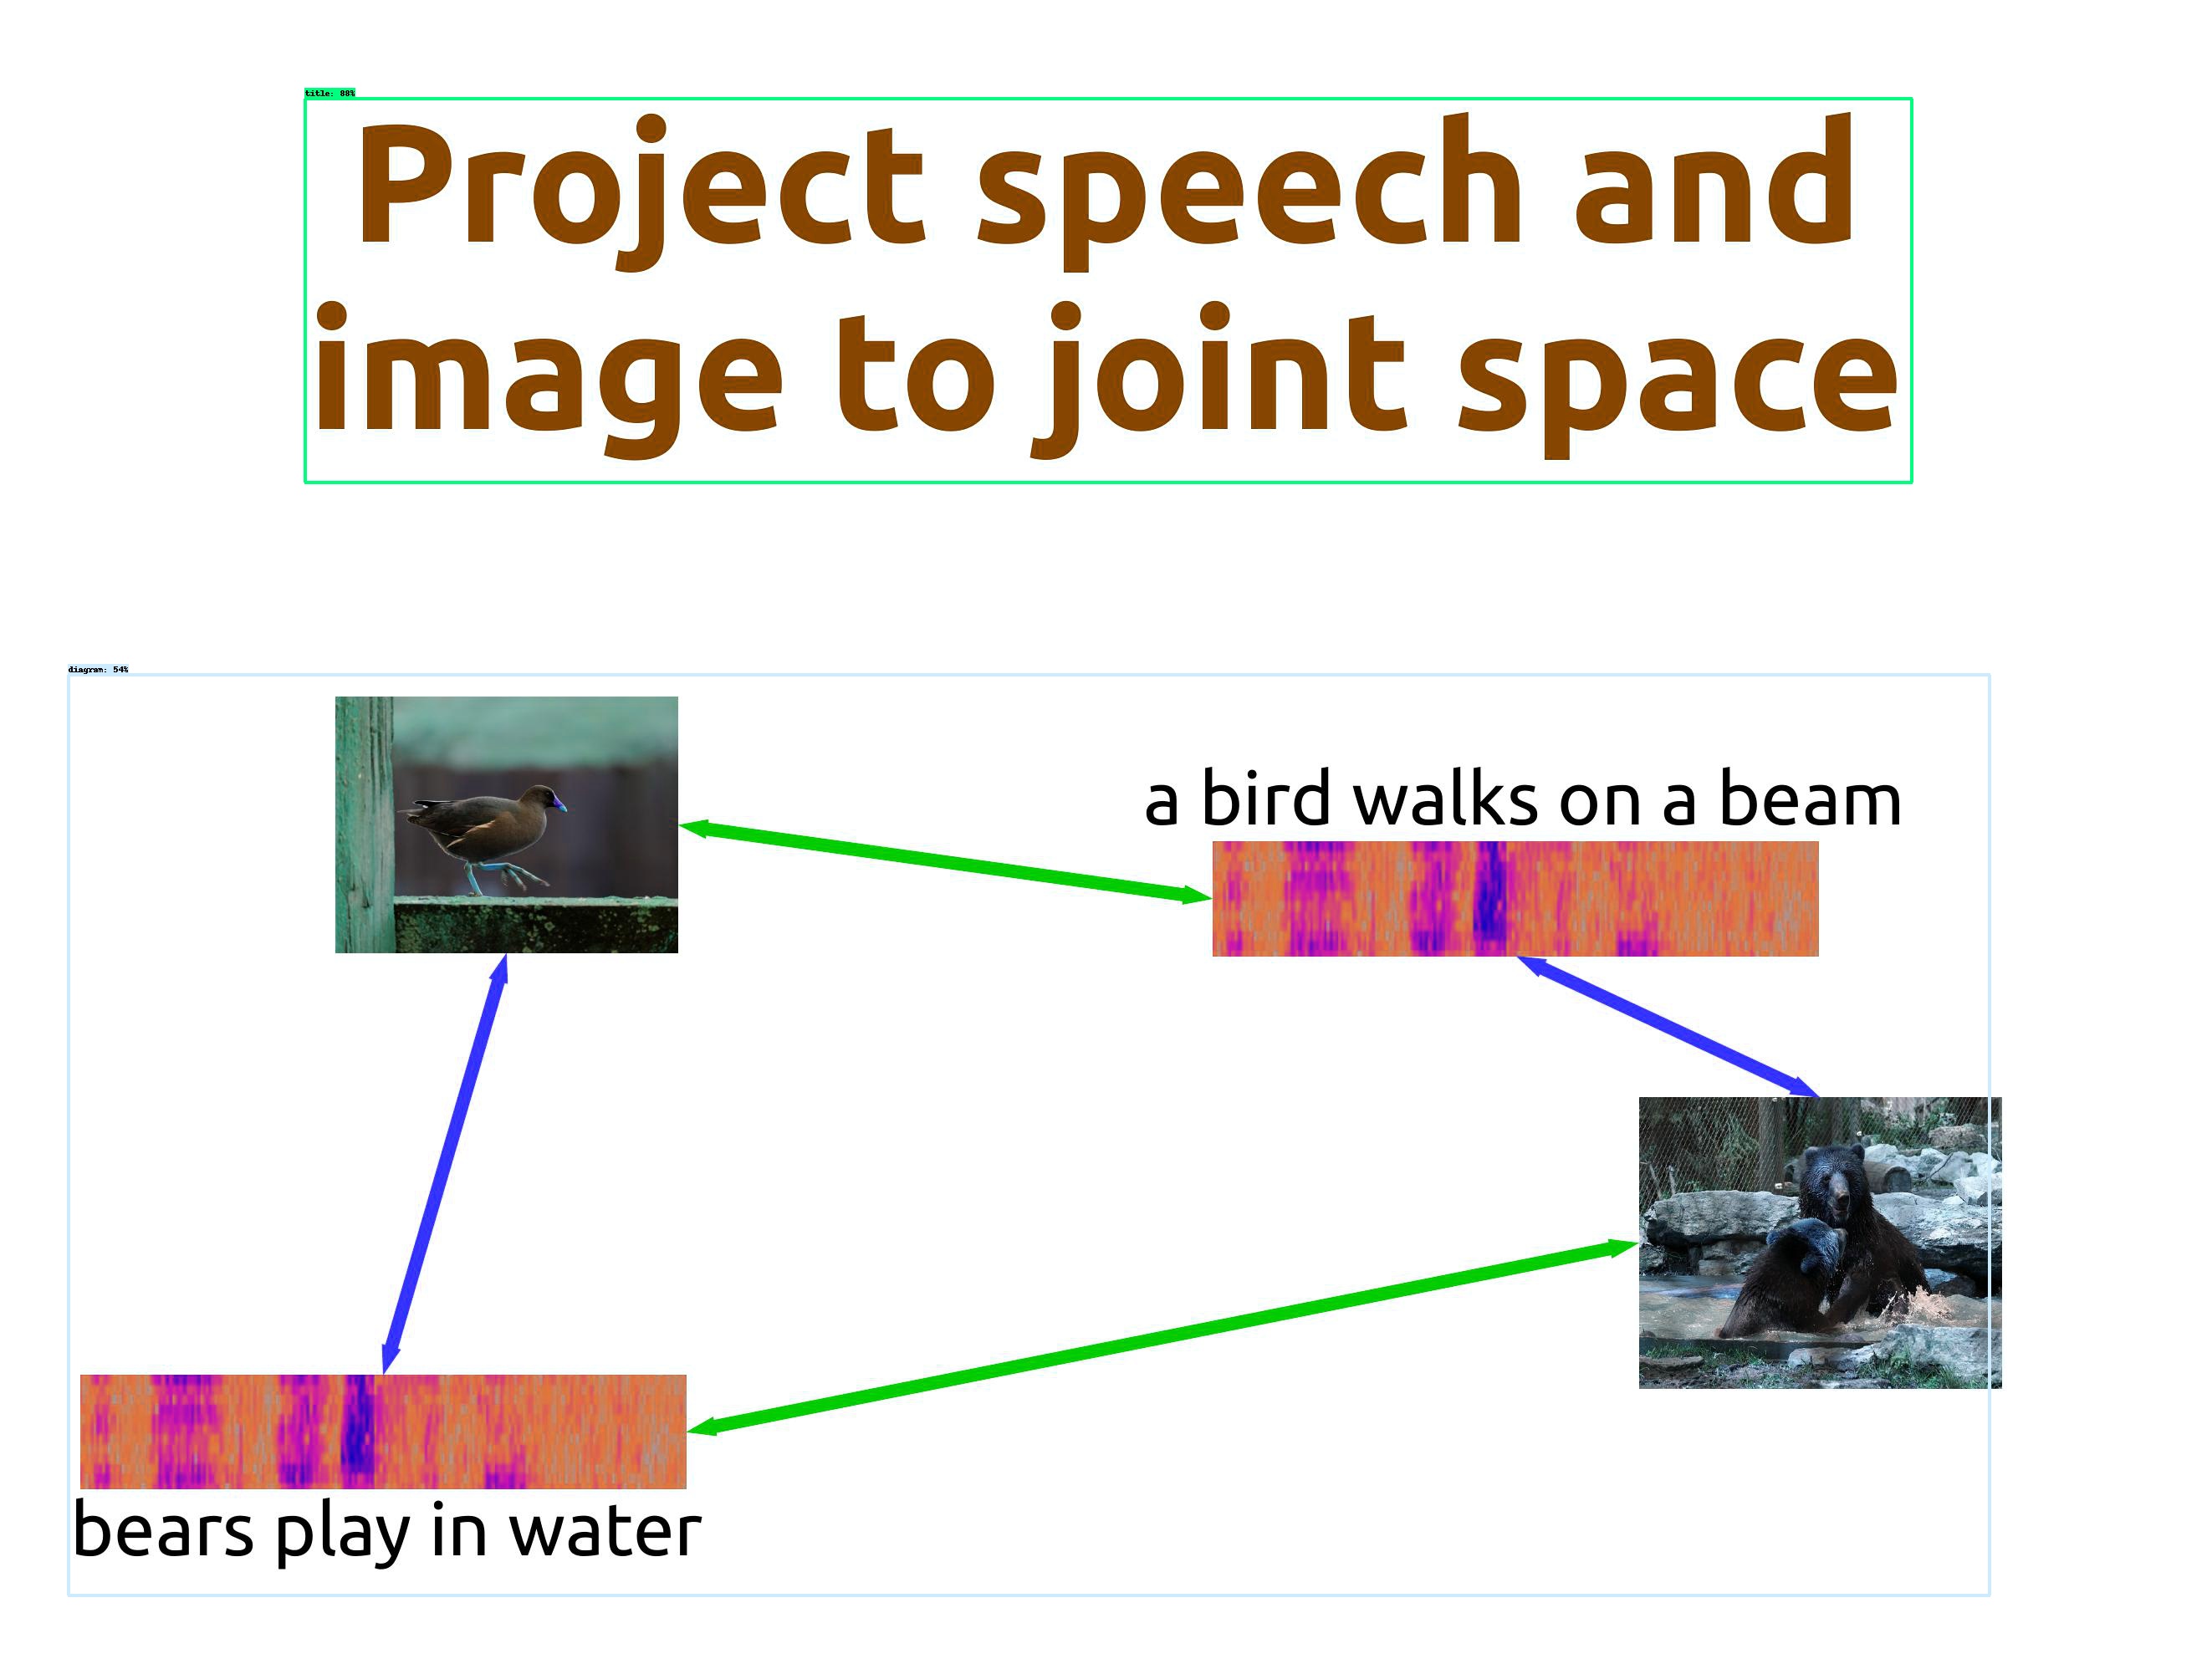 title: 88%
Project speech and
image to joint space
diagram: 54%
a bird walks on a beam
bears play in water